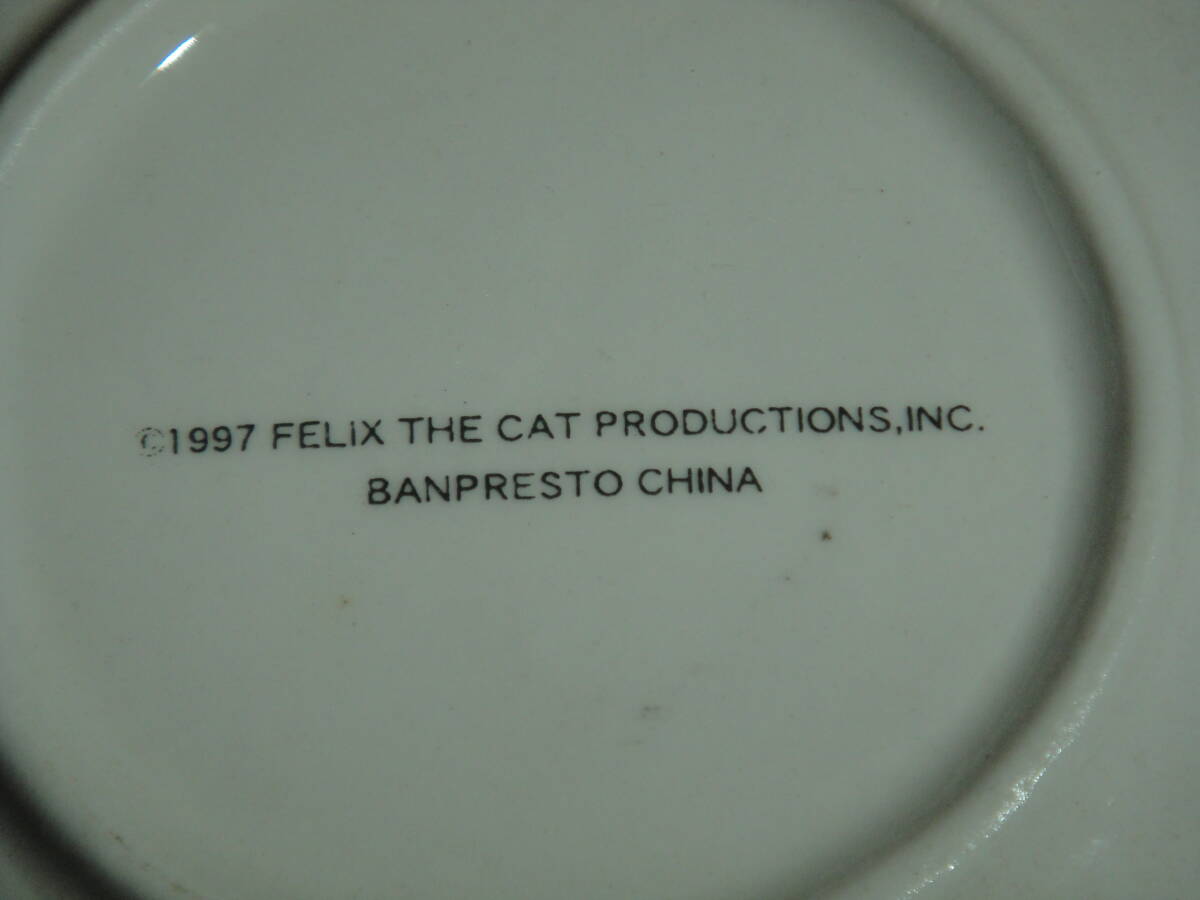 ©1997 FELiX THE CAT PRODUCTIONS,INC.
BANPRESTO CHINA